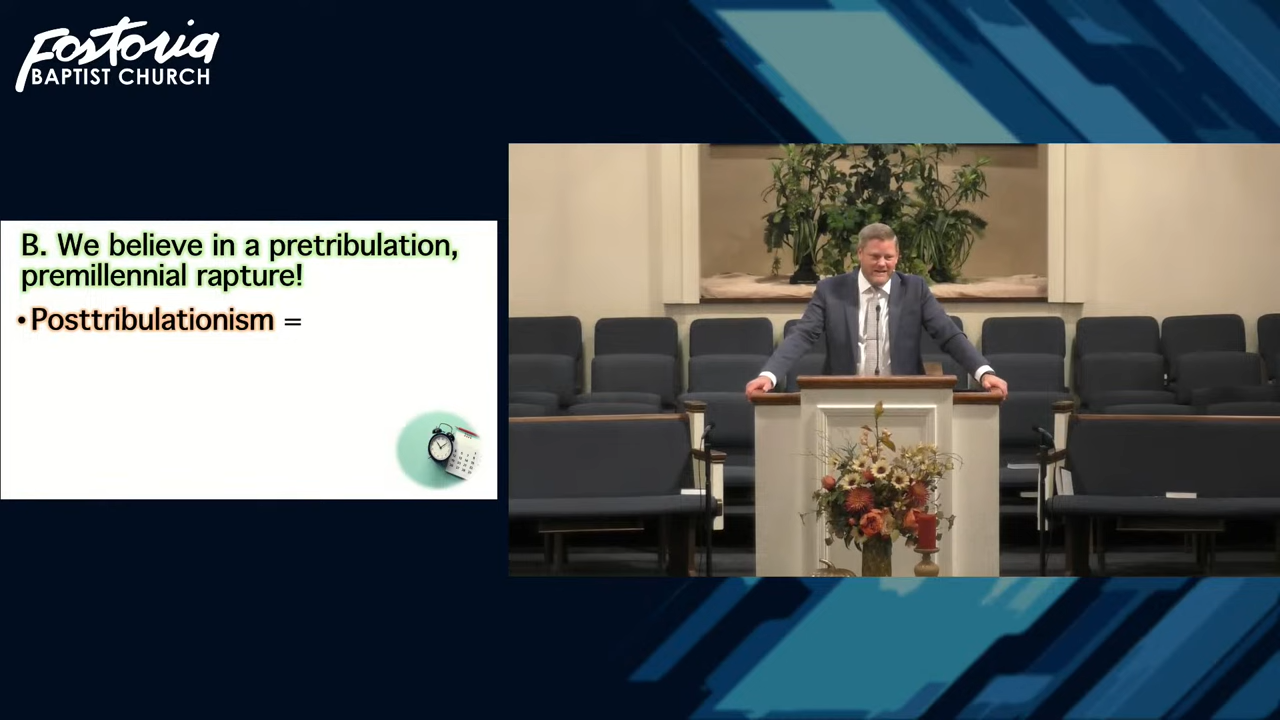 Fostoria
BAPTIST CHURCH
B. We believe in a pretribulation,
premillennial rapture!
•Posttribulationism =